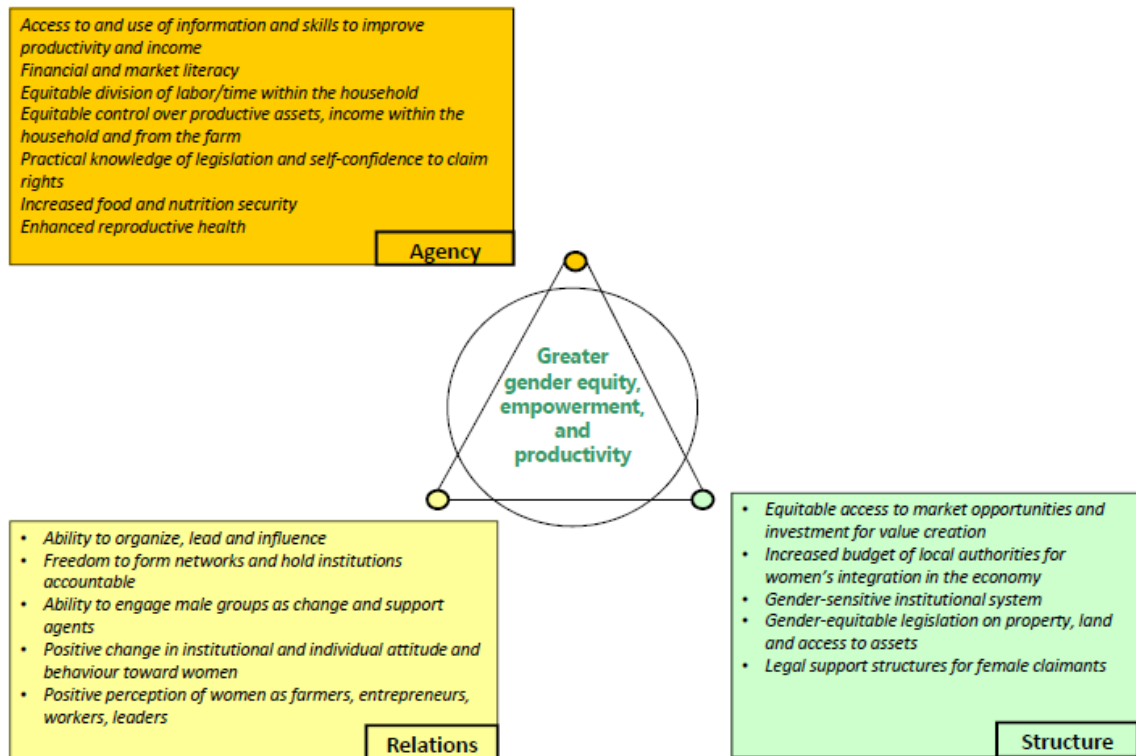 Access to and use of information and skills to improve
productivity and income
Financial and market literacy
Equitable division of labor/time within the household
Equitable control over productive assets, income within the
household and from the farm
Practical knowledge of legislation and self-confidence to claim
rights
Increased food and nutrition security
Enhanced reproductive health
Agency
Greater
gender equity,
empowerment,
and
productivity
• Ability to organize, lead and influence
• Freedom to form networks and hold institutions
accountable
• Ability to engage male groups as change and support
agents
• Positive change in institutional and individual attitude and
behaviour toward women
• Positive perception of women as farmers, entrepreneurs,
workers, leaders
Relations
• Equitable access to market opportunities and
investment for value creation
• Increased budget of local authorities for
women's integration in the economy
• Gender-sensitive institutional system
• Gender-equitable legislation on property, land
and access to assets
• Legal support structures for female claimants
Structure